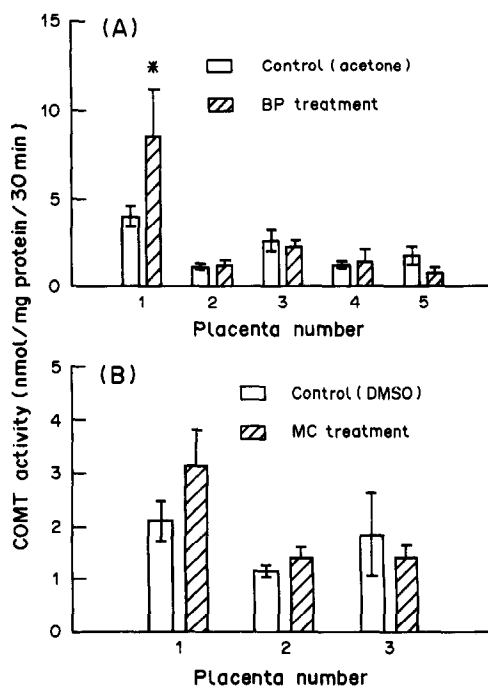 COMT activity (nmol/mg protein/30 min)
(A)
15
10
5
0
*
Control (acetone)
BP treatment
1 2 3 4 5
Placenta number
(B)
5
4
3
2
1
0
Control (DMSO)
MC treatment
1 2 3
Placenta number